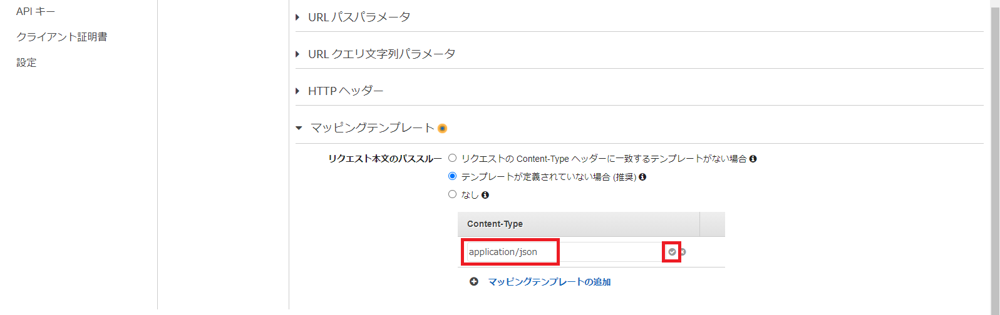 API キー
クライアント証明書
設定
URL パスパラメータ
URL クエリ文字列パラメータ
HTTP ヘッダー
マッピングテンプレート
リクエスト本文のパススルー
リクエストの Content-Type ヘッダーに一致するテンプレートがない場合
テンプレートが定義されていない場合 (推奨)
なし
Content-Type
application/json
マッピングテンプレートの追加